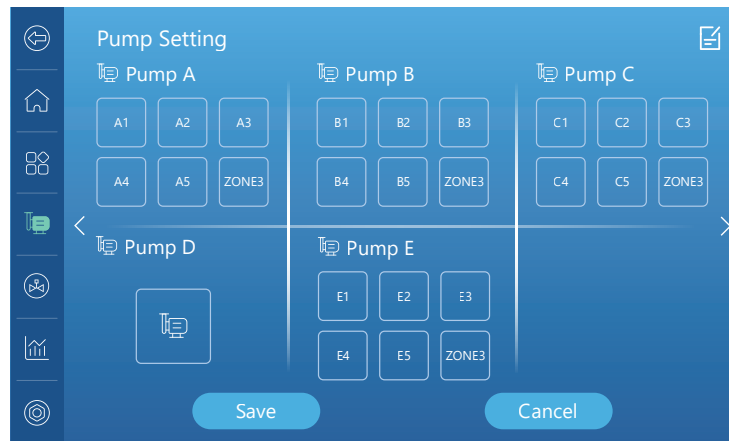 Pump Setting
Pump A
Pump B
Pump C
A1 A2 A3
B1 B2 B3
C1 C2 C3
A4 A5 ZONE3
B4 B5 ZONE3
C4 C5 ZONE3
Pump D
Pump E
E1 E2 E3
E4 E5 ZONE3
Save
Cancel